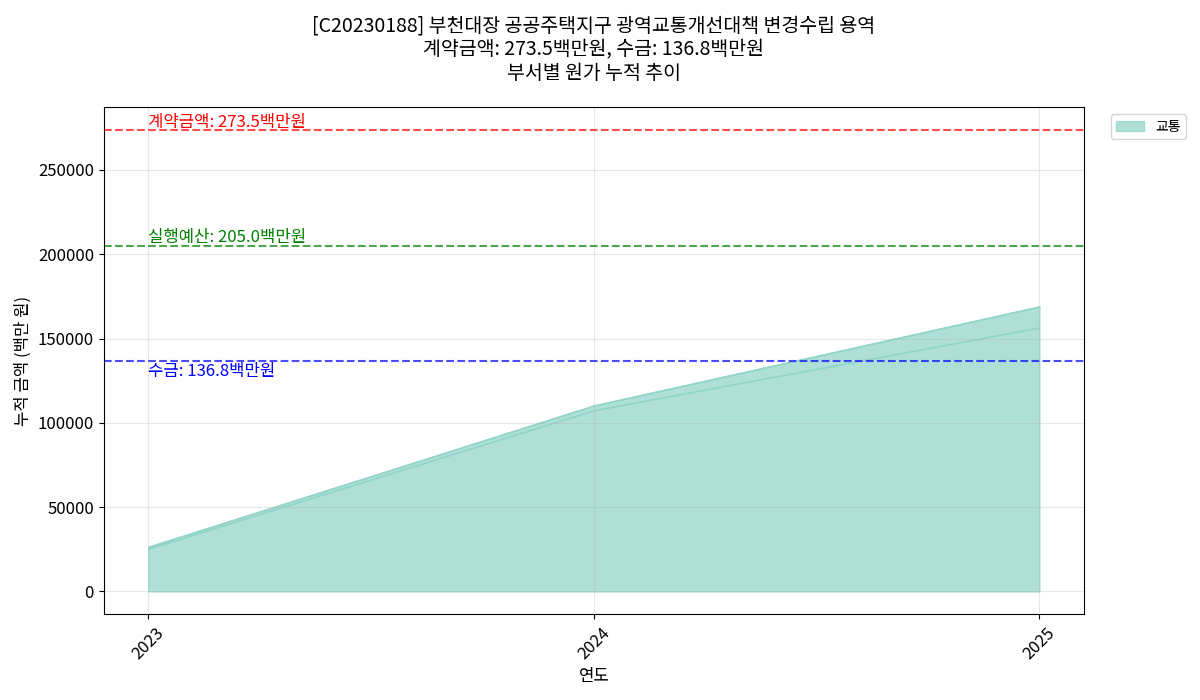 [C20230188] 부천대장 공공주택지구 광역교통개선대책 변경수립 용역
계약금액: 273.5백만원, 수금: 136.8백만원
부서별 원가 누적 추이
계약금액: 273.5백만원
교통
250000
실행예산: 205.0백만원
200000
150000
수금: 136.8백만원
100000
50000
0
누적 금액 (백만 원)
2023
2024
2025
연도